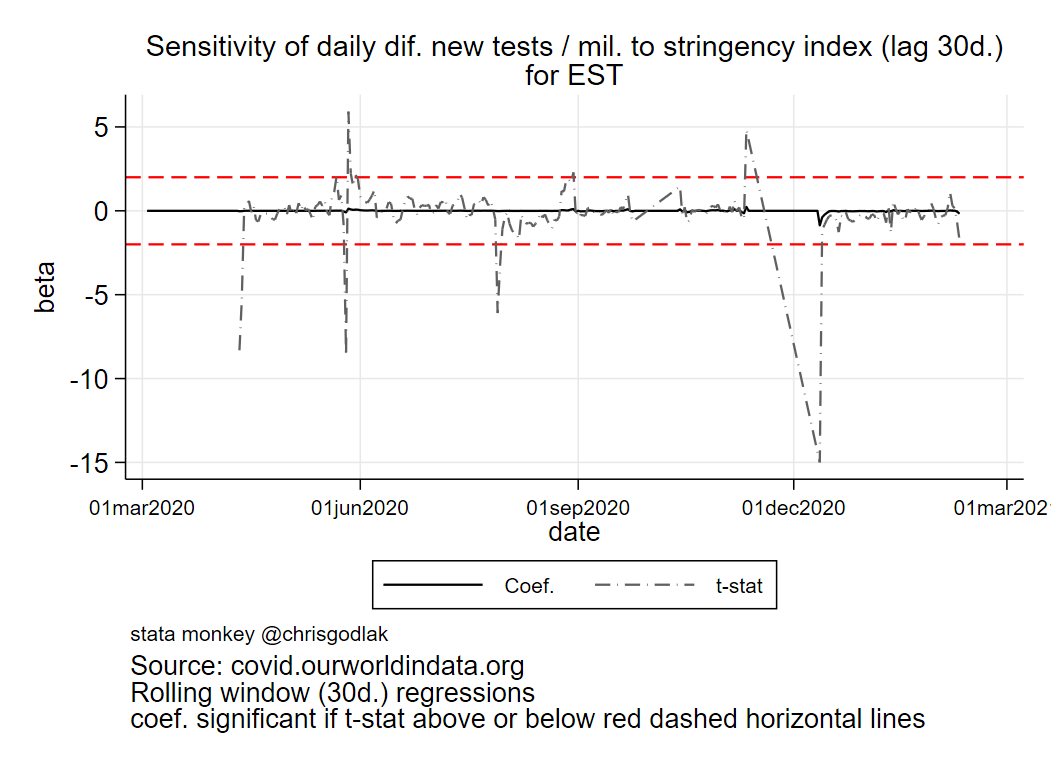 Sensitivity of daily dif. new tests / mil. to stringency index (lag 30d.)
for EST
5
0
-5
-10
-15
beta
01mar2020 01jun2020 01sep2020 01dec2020 01mar202
date
Coef. t-stat
stata monkey @chrisgodlak
Source: covid.ourworldindata.org
Rolling window (30d.) regressions
coef. significant if t-stat above or below red dashed horizontal lines